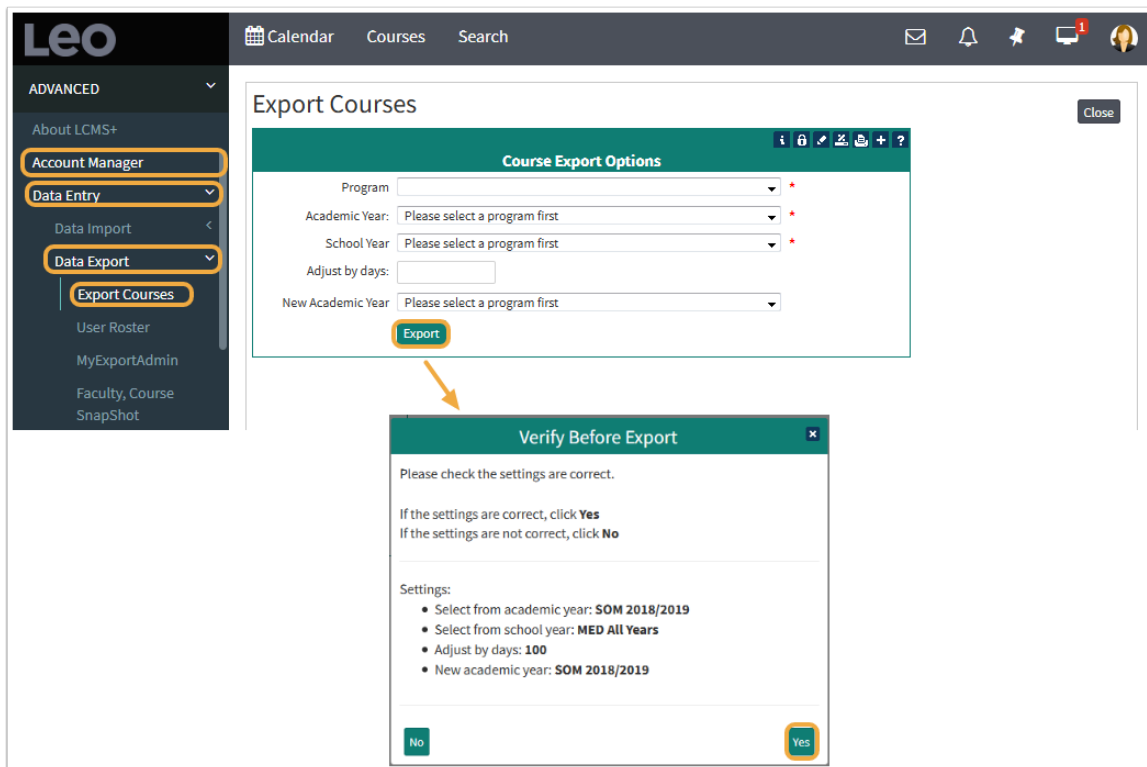 Leo
Calendar Courses Search
1
ADVANCED
About LCMS+
Account Manager
Data Entry
Data Import
Data Export
Export Courses
User Roster
MyExportAdmin
Faculty, Course
SnapShot
Export Courses
Close
Course Export Options
Program *
Academic Year: Please select a program first *
School Year Please select a program first *
Adjust by days:
New Academic Year Please select a program first
Export
Verify Before Export
Please check the settings are correct.
If the settings are correct, click Yes
If the settings are not correct, click No
Settings:
• Select from academic year: SOM 2018/2019
• Select from school year: MED All Years
• Adjust by days: 100
• New academic year: SOM 2018/2019
No Yes